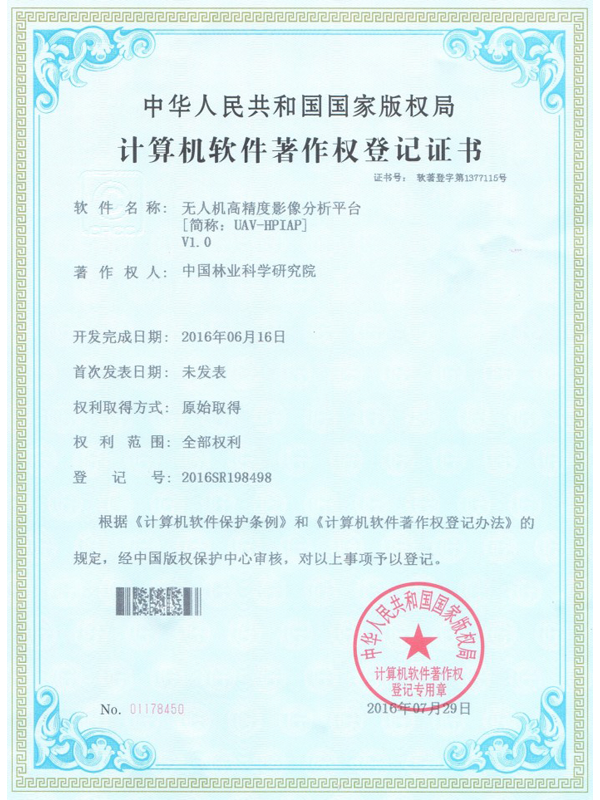 中华人民共和国国家版权局
计算机软件著作权登记证书
证书号： 软著登字第1377115号
软件名称： 无人机高精度影像分析平台
[简称：UAV-HPIAP]
V1.0
著作权人： 中国林业科学研究院
开发完成日期： 2016年06月16日
首次发表日期： 未发表
权利取得方式： 原始取得
权利范围： 全部权利
登记号： 2016SR198498
根据《计算机软件保护条例》和《计算机软件著作权登记办法》的
规定，经中国版权保护中心审核，对以上事项予以登记。
中华人民共和国国家版权局
计算机软件著作权
登记专用章
No. 01178450
2016年07月29日